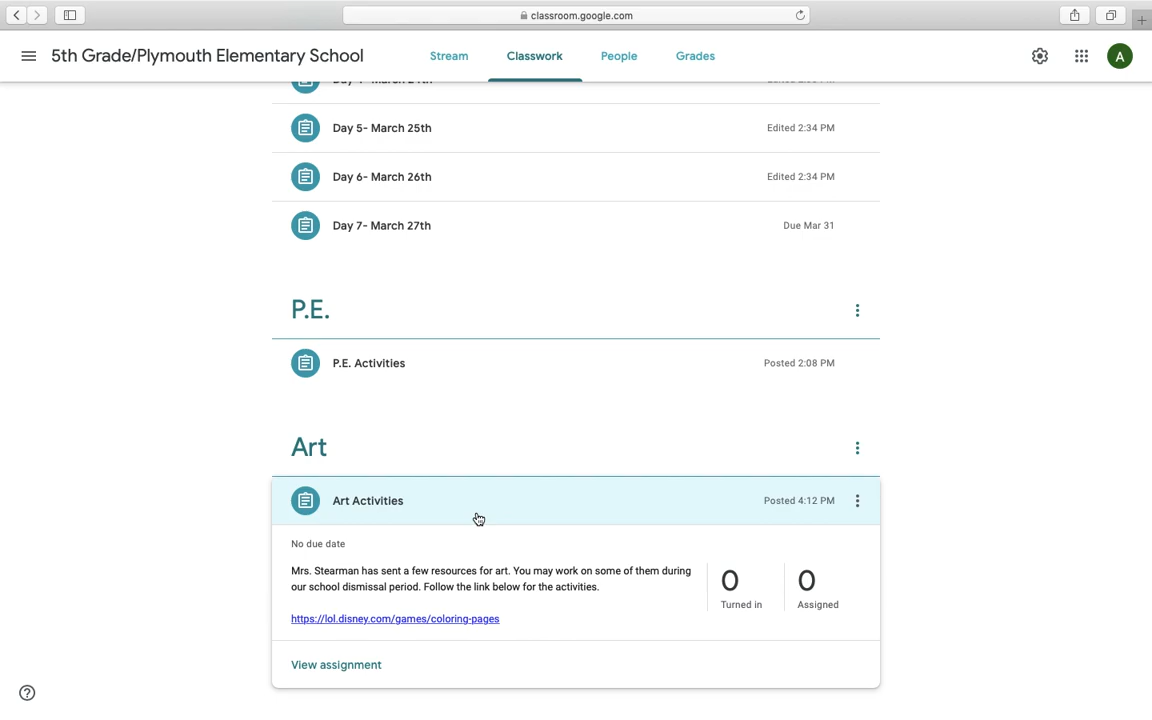 classroom.google.com
5th Grade/Plymouth Elementary School
Stream
Classwork
People
Grades
A
Day 5- March 25th
Edited 2:34 PM
Day 6- March 26th
Edited 2:34 PM
Day 7- March 27th
Due Mar 31
P.E.
P.E. Activities
Posted 2:08 PM
Art
Art Activities
Posted 4:12 PM
No due date
Mrs. Stearman has sent a few resources for art. You may work on some of them during
our school dismissal period. Follow the link below for the activities.
https://lol.disney.com/games/coloring-pages
0
Turned in
0
Assigned
View assignment